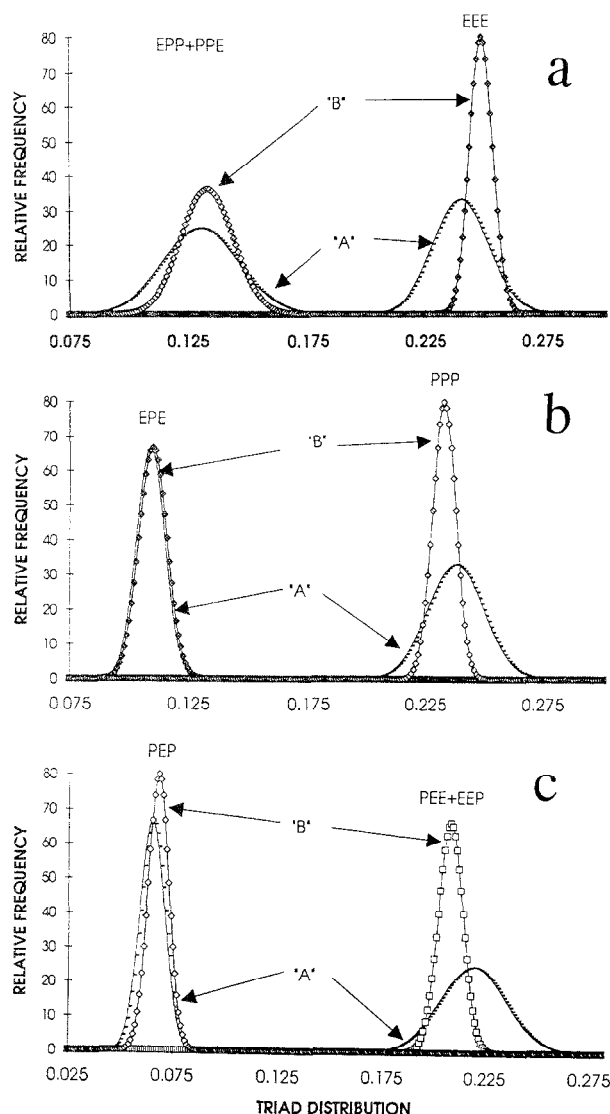 a
EPP+PPE
EEE
80
70
60
50
40
30
20
10
0
RELATIVE FREQUENCY
"B"
"A"
0.075 0.125 0.175 0.225 0.275
b
EPE
PPP
80
70
60
50
40
30
20
10
0
RELATIVE FREQUENCY
"B"
"A"
0.075 0.125 0.175 0.225 0.275
c
PEP
PEE+EEP
80
70
60
50
40
30
20
10
0
RELATIVE FREQUENCY
"B"
"A"
0.025 0.075 0.125 0.175 0.225 0.275
TRIAD DISTRIBUTION